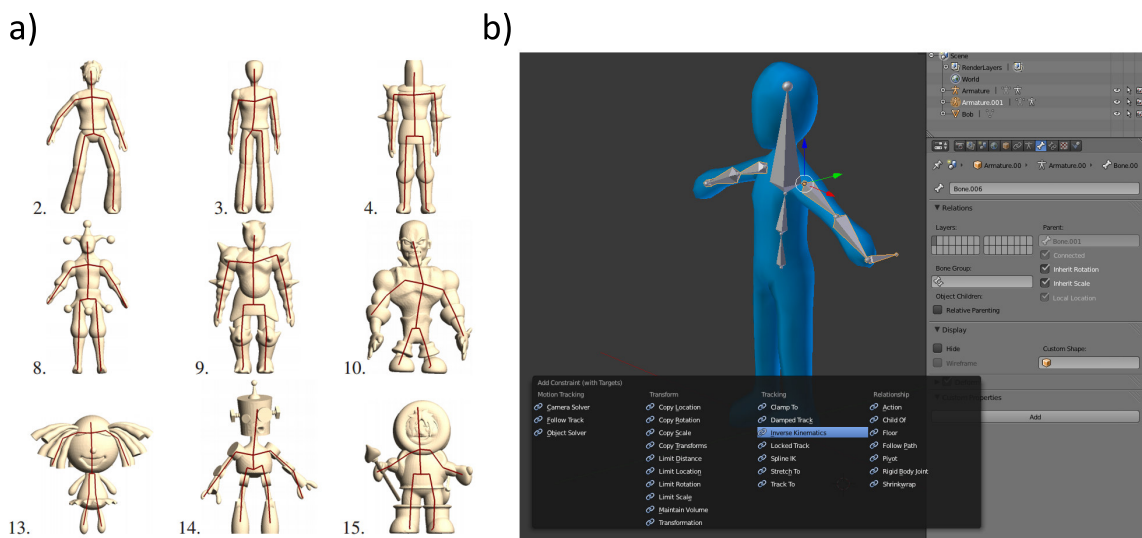 a)
b)
2.
3.
4.
8.
9.
10.
13.
14.
15.
Scene
RenderLayers |
World
Armature |
Armature.001 |
Bob |
Armature.00
Armature.00
Bone.00
Bone.006
Relations
Layers:
Parent:
Bone.001
Connected
Bone Group:
Inherit Rotation
Inherit Scale
Object Children:
Local Location
Relative Parenting
Display
Hide
Custom Shape:
Wireframe
Add
Add Constraint (with Targets)
Motion Tracking
Camera Solver
Follow Track
Object Solver
Transform
Copy Location
Copy Rotation
Copy Scale
Copy Transforms
Limit Distance
Limit Location
Limit Rotation
Limit Scale
Maintain Volume
Transformation
Tracking
Clamp To
Damped Track
Inverse Kinematics
Locked Track
Spline IK
Stretch To
Track To
Relationship
Action
Child Of
Floor
Follow Path
Pivot
Rigid Body Joint
Shrinkwrap